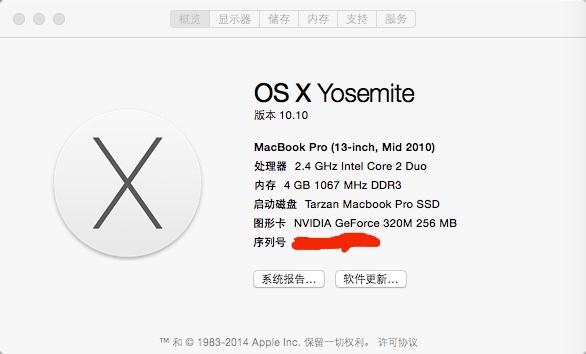 概览 显示器 储存 内存 支持 服务
OS X Yosemite
版本 10.10
MacBook Pro (13-inch, Mid 2010)
处理器 2.4 GHz Intel Core 2 Duo
内存 4 GB 1067 MHz DDR3
启动磁盘 Tarzan Macbook Pro SSD
图形卡 NVIDIA GeForce 320M 256 MB
序列号
系统报告... 软件更新...
™ 和 © 1983-2014 Apple Inc. 保留一切权利。 许可协议